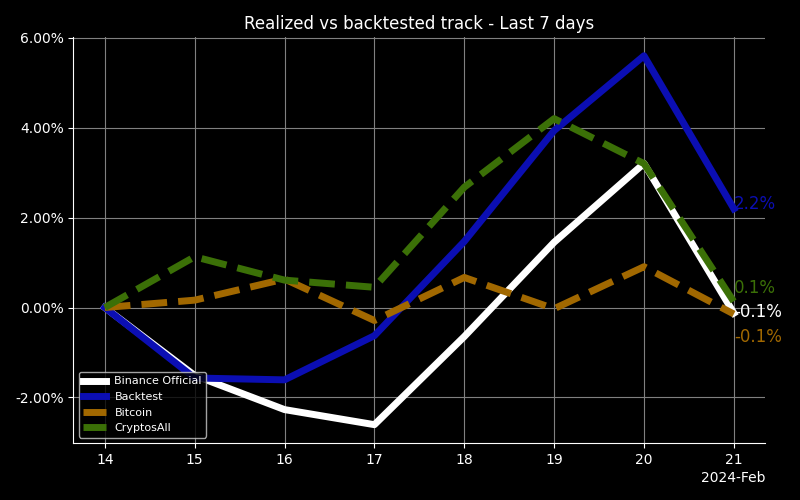 Realized vs backtested track - Last 7 days
6.00%
4.00%
2.00%
0.00%
-2.00%
2.2%
0.1%
-0.1%
-0.1%
Binance Official
Backtest
Bitcoin
CryptosAll
14 15 16 17 18 19 20 21
2024-Feb